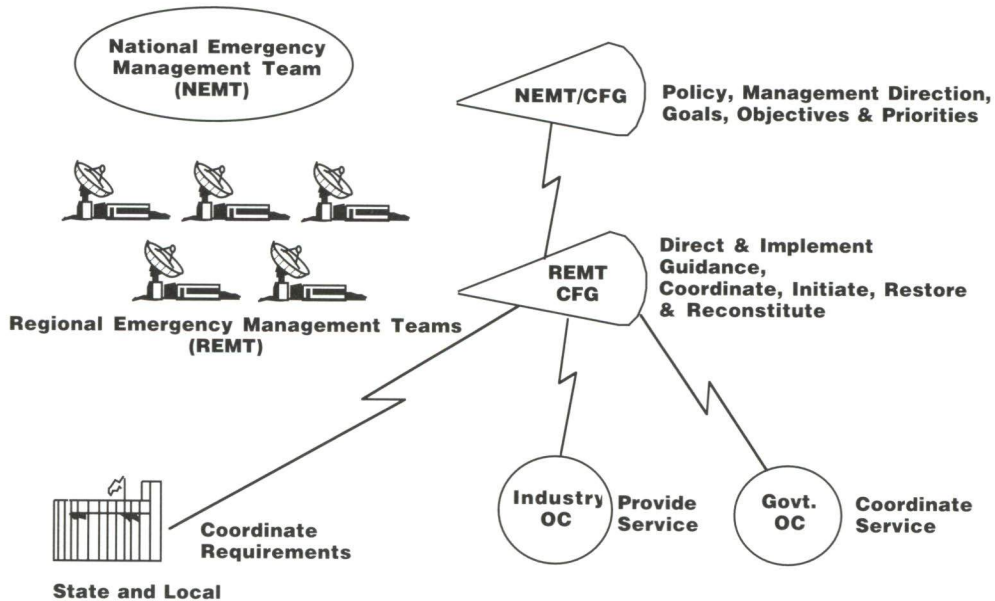 National Emergency
Management Team
(NEMT)
NEMT/CFG
Policy, Management Direction,
Goals, Objectives & Priorities
REMT
CFG
Direct & Implement
Guidance,
Coordinate, Initiate, Restore
& Reconstitute
Regional Emergency Management Teams
(REMT)
Coordinate
Requirements
State and Local
Industry
OC
Provide
Service
Govt.
OC
Coordinate
Service